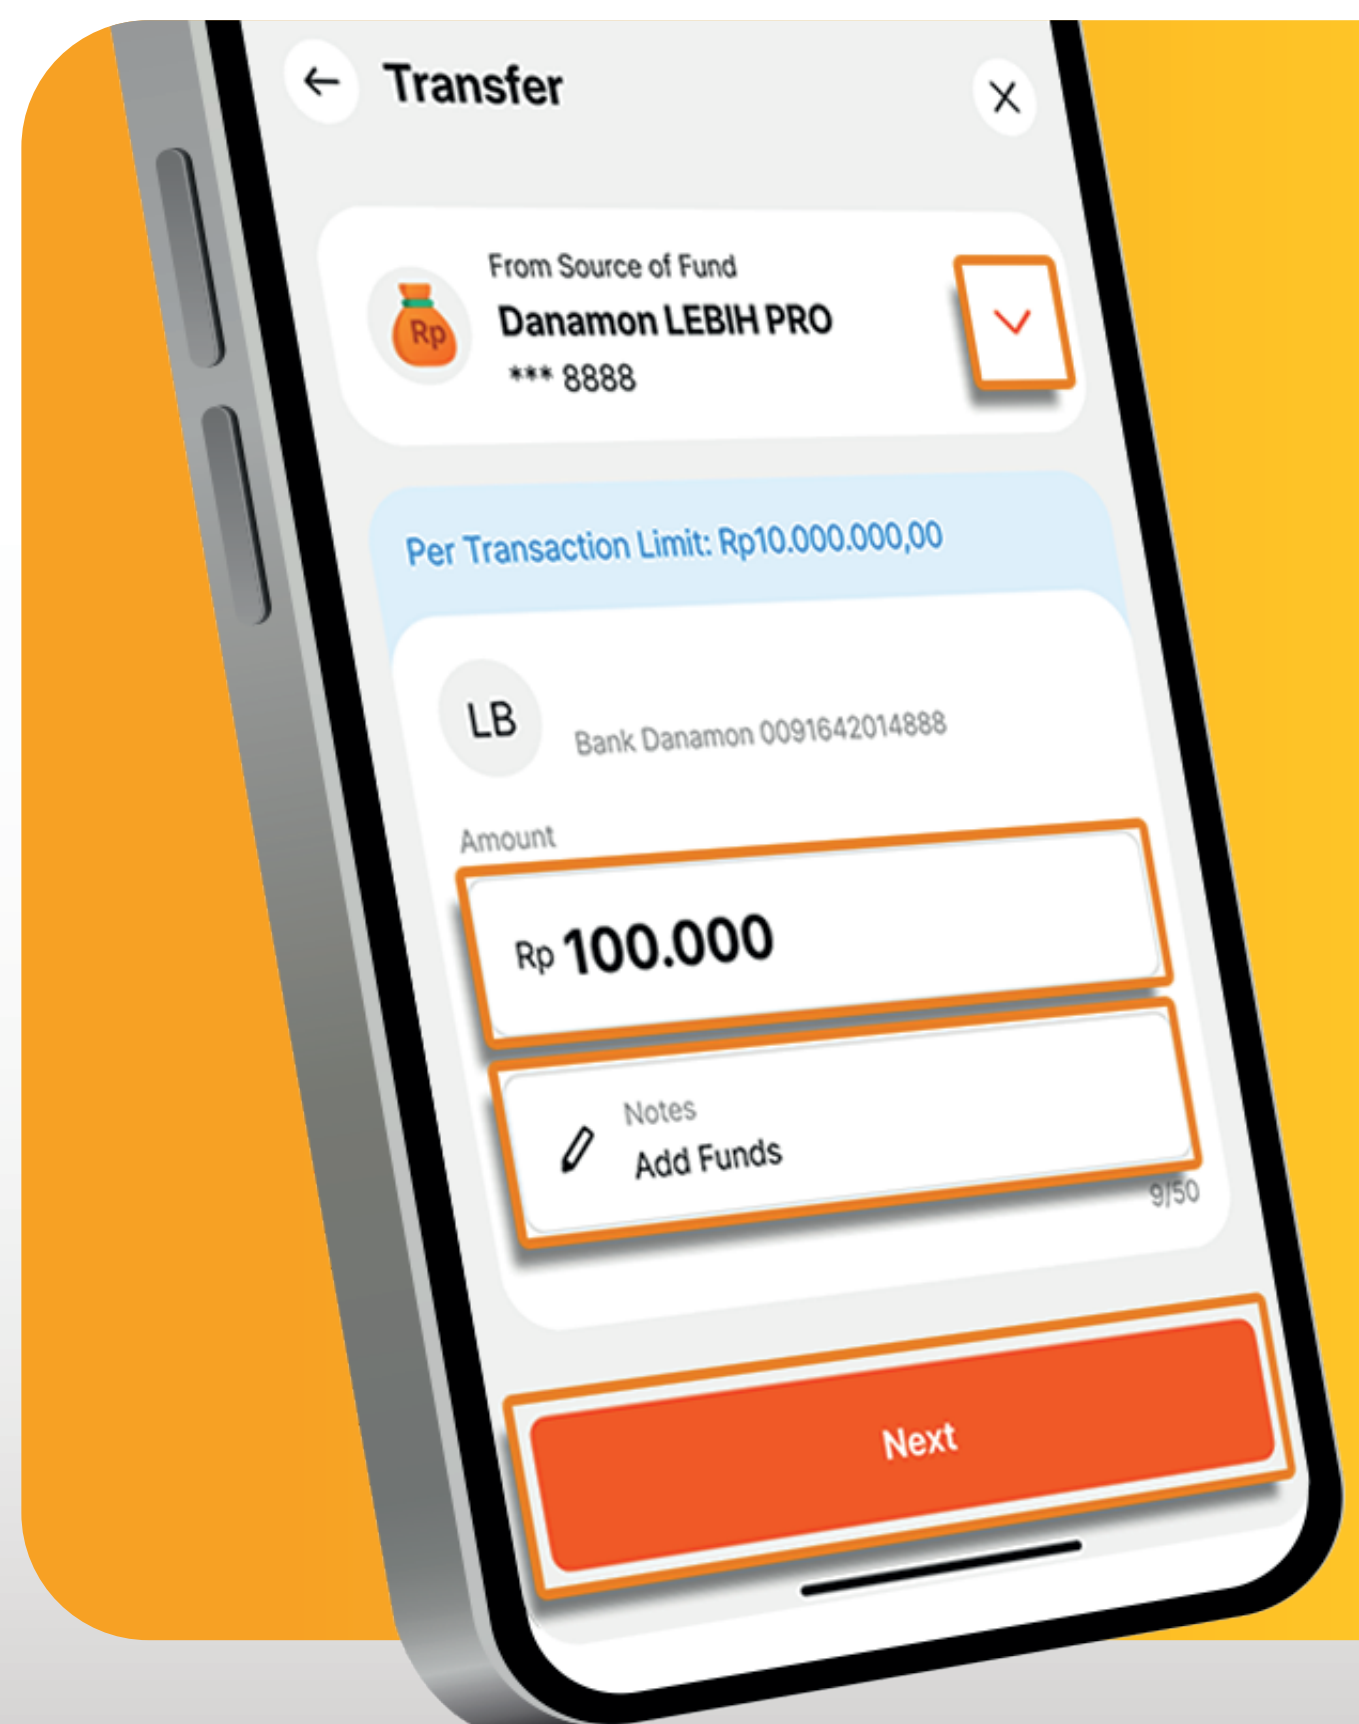 Transfer
From Source of Fund
Danamon LEBIH PRO
Rp
*** 8888
Per Transaction Limit: Rp10.000.000,00
LB
Bank Danamon 0091642014888
Amount
Rp 100.000
Notes
Add Funds
9/50
Next